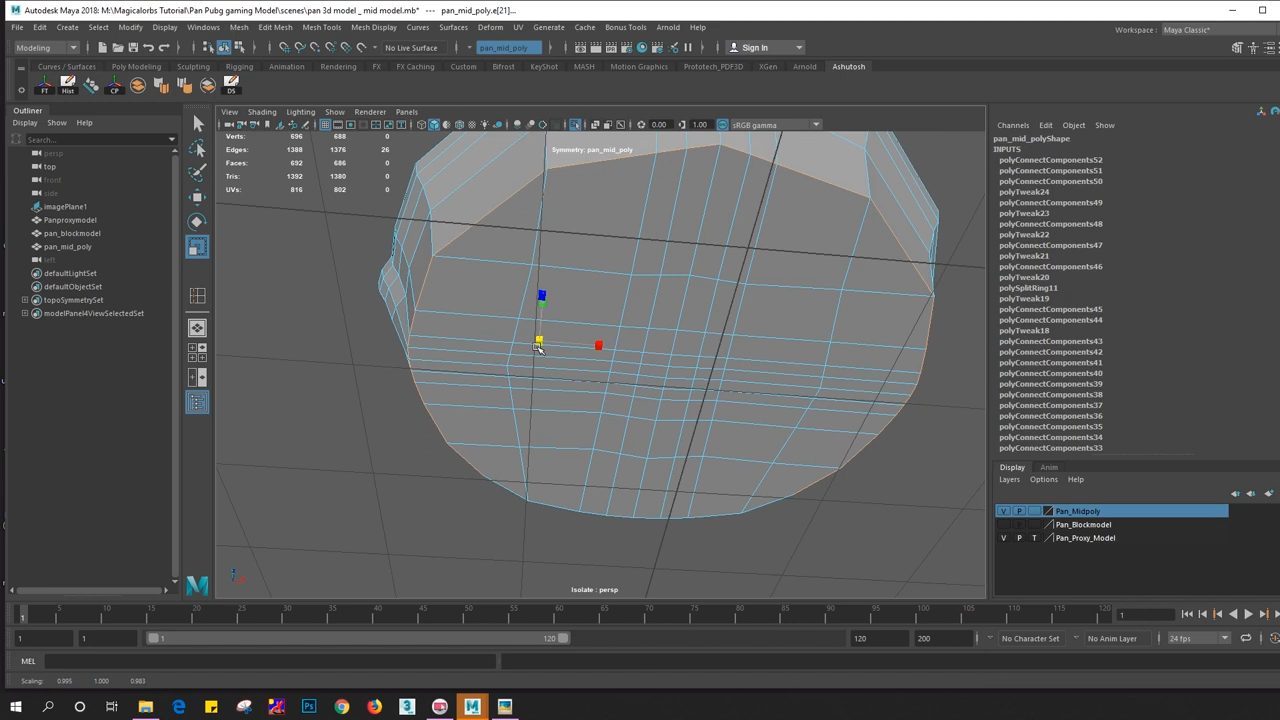 Autodesk Maya 2018: M:\Magicalorbs Tutorial\Pan Pubg gaming Model\scenes\pan 3d model _ mid model.mb* --- pan_mid_poly.e[21]...
File Edit Create Select Modify Display Windows Mesh Edit Mesh Mesh Tools Mesh Display Curves Surfaces Deform UV Generate Cache Bonus Tools Arnold Help
Workspace : Maya Classic*
Modeling No Live Surface pan_mid_poly Sign In
Curves / Surfaces Poly Modeling Sculpting Rigging Animation Rendering FX FX Caching Custom Bifrost KeyShot MASH Motion Graphics Prototech_PDF3D XGen Arnold Ashutosh
FT Hist CP DS
Outliner
Display Show Help
Search...
persp
top
front
side
imagePlane1
Panproxymodel
pan_blockmodel
pan_mid_poly
left
defaultLightSet
defaultObjectSet
topoSymmetrySet
modelPanel4ViewSelectedSet
View Shading Lighting Show Renderer Panels
0.00 1.00 sRGB gamma
Verts: 696 688 0
Edges: 1388 1376 26
Faces: 692 686 0
Tris: 1392 1380 0
UVs: 816 802 0
Symmetry: pan_mid_poly
Isolate : persp
Channels Edit Object Show
pan_mid_polyShape
INPUTS
polyConnectComponents52
polyConnectComponents51
polyConnectComponents50
polyTweak24
polyConnectComponents49
polyTweak23
polyConnectComponents48
polyTweak22
polyConnectComponents47
polyTweak21
polyConnectComponents46
polyTweak20
polySplitRing11
polyTweak19
polyConnectComponents45
polyConnectComponents44
polyTweak18
polyConnectComponents43
polyConnectComponents42
polyConnectComponents41
polyConnectComponents40
polyConnectComponents39
polyConnectComponents38
polyConnectComponents37
polyConnectComponents36
polyConnectComponents35
polyConnectComponents34
polyConnectComponents33
Display Anim
Layers Options Help
V P Pan_Midpoly
Pan_Blockmodel
V P T Pan_Proxy_Model
1 5 10 15 20 25 30 35 40 45 50 55 60 65 70 75 80 85 90 95 100 105 110 115 120 1
1 1 1 120 120 200 No Character Set No Anim Layer 24 fps
MEL
Scaling: 0.995 1.000 0.983